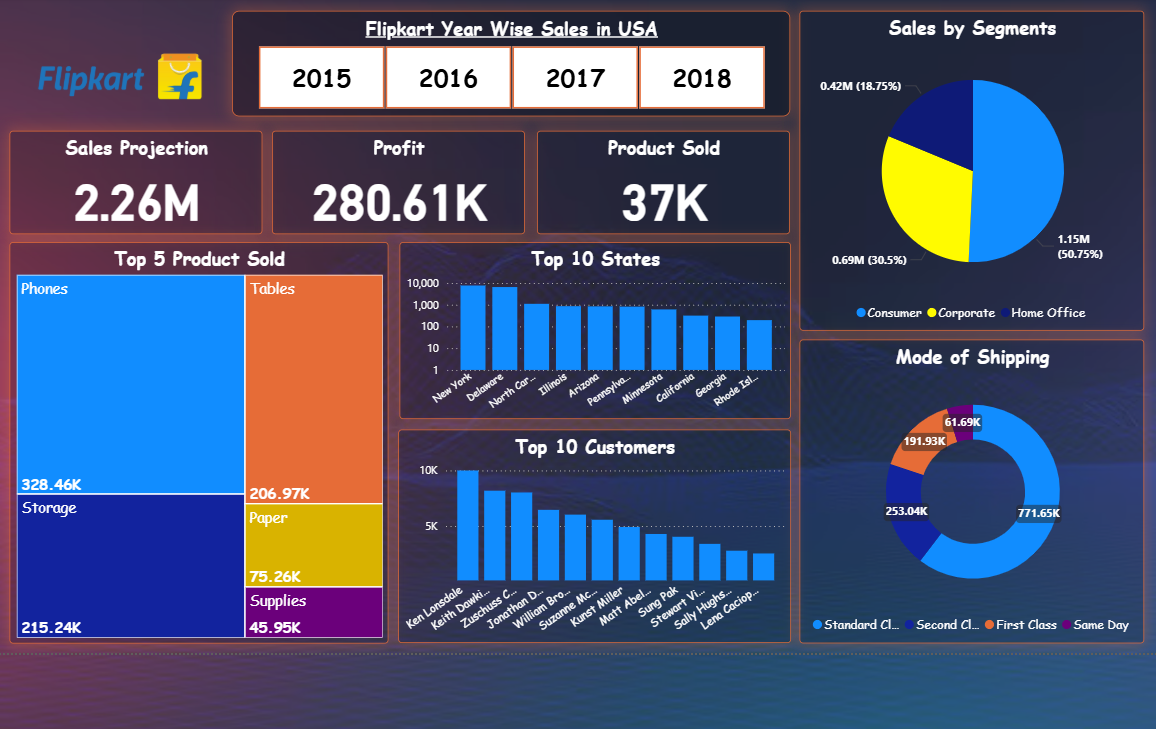 Flipkart
Flipkart Year Wise Sales in USA
2015
2016
2017
2018
Sales Projection
2.26M
Profit
280.61K
Product Sold
37K
Top 5 Product Sold
Phones
328.46K
Storage
215.24K
Tables
206.97K
Paper
75.26K
Supplies
45.95K
Top 10 States
10,000
1,000
100
10
1
New York
Delaware
North Car...
Illinois
Arizona
Pennsylva...
Minnesota
California
Georgia
Rhode Isl...
Top 10 Customers
10K
5K
Ken Lonsdale
Keith Dawki...
Zuschuss C...
Jonathan D...
William Bro...
Suzanne Mc...
Kunst Miller
Matt Abel...
Sung Pak
Stewart Vi...
Sally Hughs...
Lena Caciop...
Sales by Segments
0.42M (18.75%)
0.69M (30.5%)
1.15M
(50.75%)
Consumer
Corporate
Home Office
Mode of Shipping
61.69K
191.93K
253.04K
771.65K
Standard Cl...
Second Cl...
First Class
Same Day